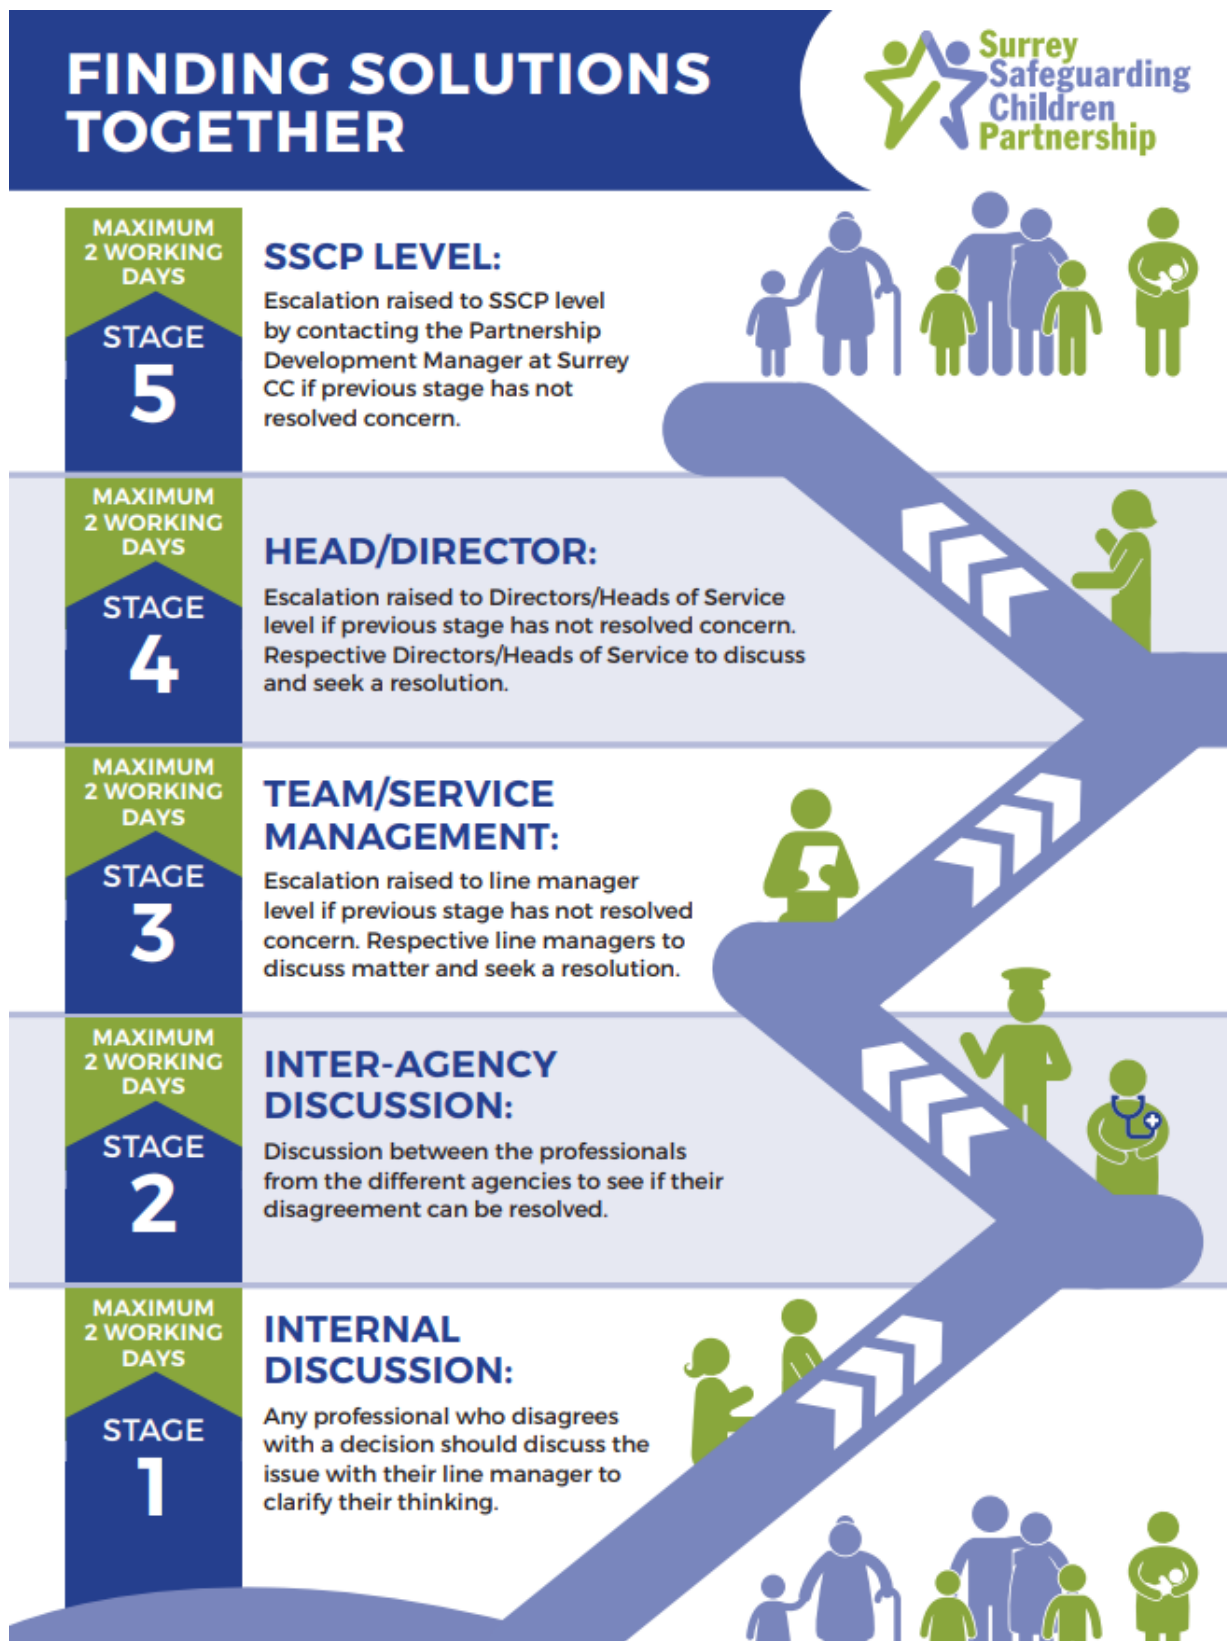 FINDING SOLUTIONS
TOGETHER
Surrey
Safeguarding
Children
Partnership
MAXIMUM
2 WORKING
DAYS
STAGE
5
SSCP LEVEL:
Escalation raised to SSCP level
by contacting the Partnership
Development Manager at Surrey
CC if previous stage has not
resolved concern.
MAXIMUM
2 WORKING
DAYS
STAGE
4
HEAD/DIRECTOR:
Escalation raised to Directors/Heads of Service
level if previous stage has not resolved concern.
Respective Directors/Heads of Service to discuss
and seek a resolution.
MAXIMUM
2 WORKING
DAYS
STAGE
3
TEAM/SERVICE
MANAGEMENT:
Escalation raised to line manager
level if previous stage has not resolved
concern. Respective line managers to
discuss matter and seek a resolution.
MAXIMUM
2 WORKING
DAYS
STAGE
2
INTER-AGENCY
DISCUSSION:
Discussion between the professionals
from the different agencies to see if their
disagreement can be resolved.
MAXIMUM
2 WORKING
DAYS
STAGE
1
INTERNAL
DISCUSSION:
Any professional who disagrees
with a decision should discuss the
issue with their line manager to
clarify their thinking.